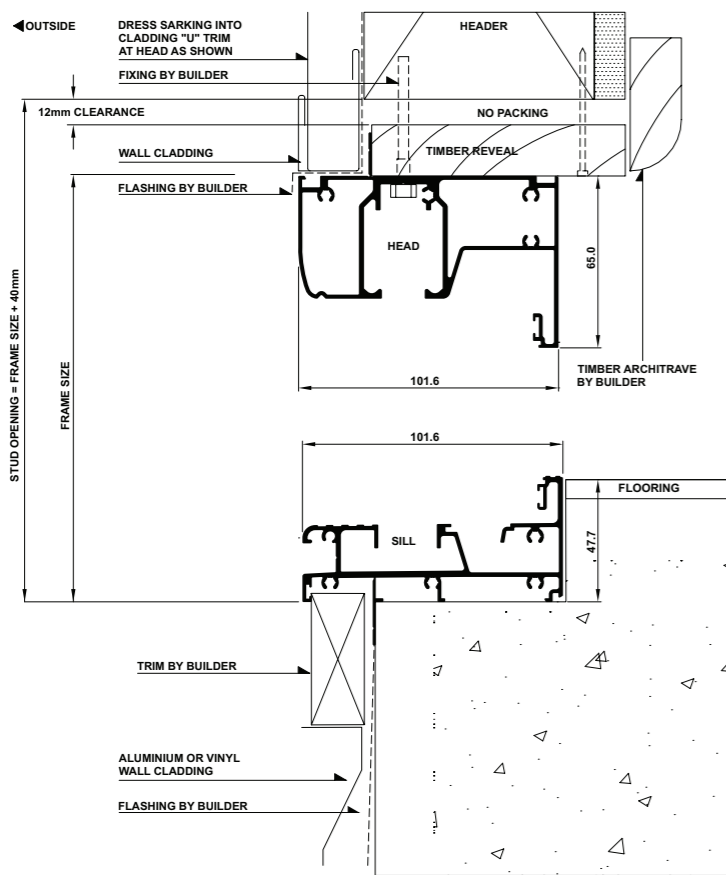 OUTSIDE
DRESS SARKING INTO
CLADDING "U" TRIM
AT HEAD AS SHOWN
HEADER
FIXING BY BUILDER
12mm CLEARANCE
NO PACKING
WALL CLADDING
TIMBER REVEAL
FLASHING BY BUILDER
HEAD
65.0
STUD OPENING = FRAME SIZE + 40mm
FRAME SIZE
TIMBER ARCHITRAVE
BY BUILDER
101.6
101.6
FLOORING
SILL
47.7
TRIM BY BUILDER
ALUMINIUM OR VINYL
WALL CLADDING
FLASHING BY BUILDER